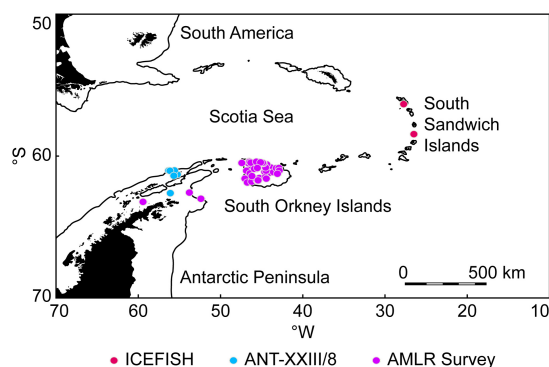 50
South America
Scotia Sea
South
Sandwich
Islands
°S
60
South Orkney Islands
Antarctic Peninsula
0 500 km
70
70 60 50 40 30 20 10
°W
ICEFISH ANT-XXIII/8 AMLR Survey